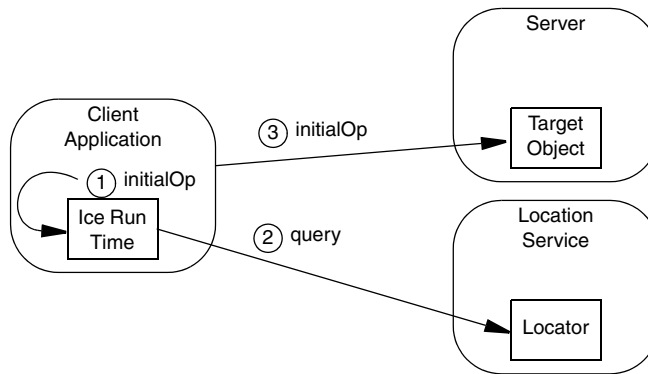 Server
Client
Application
3 initialOp
Target
Object
1 initialOp
Ice Run
Time
2 query
Location
Service
Locator